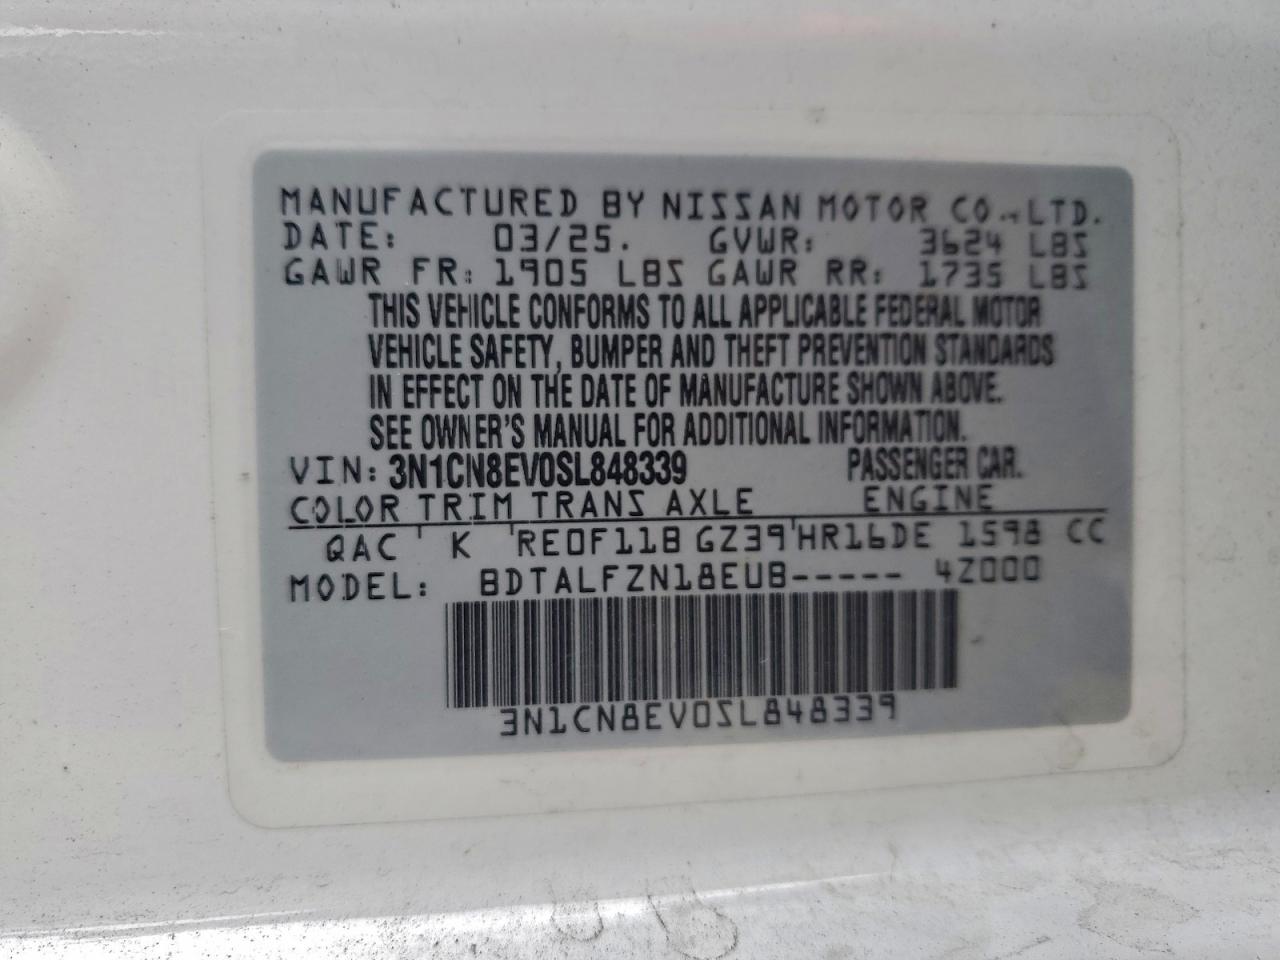 MANUFACTURED BY NISSAN MOTOR CO., LTD.
DATE: 03/25. GVWR: 3624 LBS
GAWR FR: 1905 LBS GAWR RR: 1735 LBS
THIS VEHICLE CONFORMS TO ALL APPLICABLE FEDERAL MOTOR
VEHICLE SAFETY, BUMPER AND THEFT PREVENTION STANDARDS
IN EFFECT ON THE DATE OF MANUFACTURE SHOWN ABOVE.
SEE OWNER'S MANUAL FOR ADDITIONAL INFORMATION.
VIN: 3N1CN8EV0SL848339 PASSENGER CAR.
COLOR TRIM TRANS AXLE ENGINE
QAC ' K 'RE0F11B GZ39'HR16DE 1598 CC
MODEL: BDTALFZN18EUB----- 4Z000
3N1CN8EV0SL848339